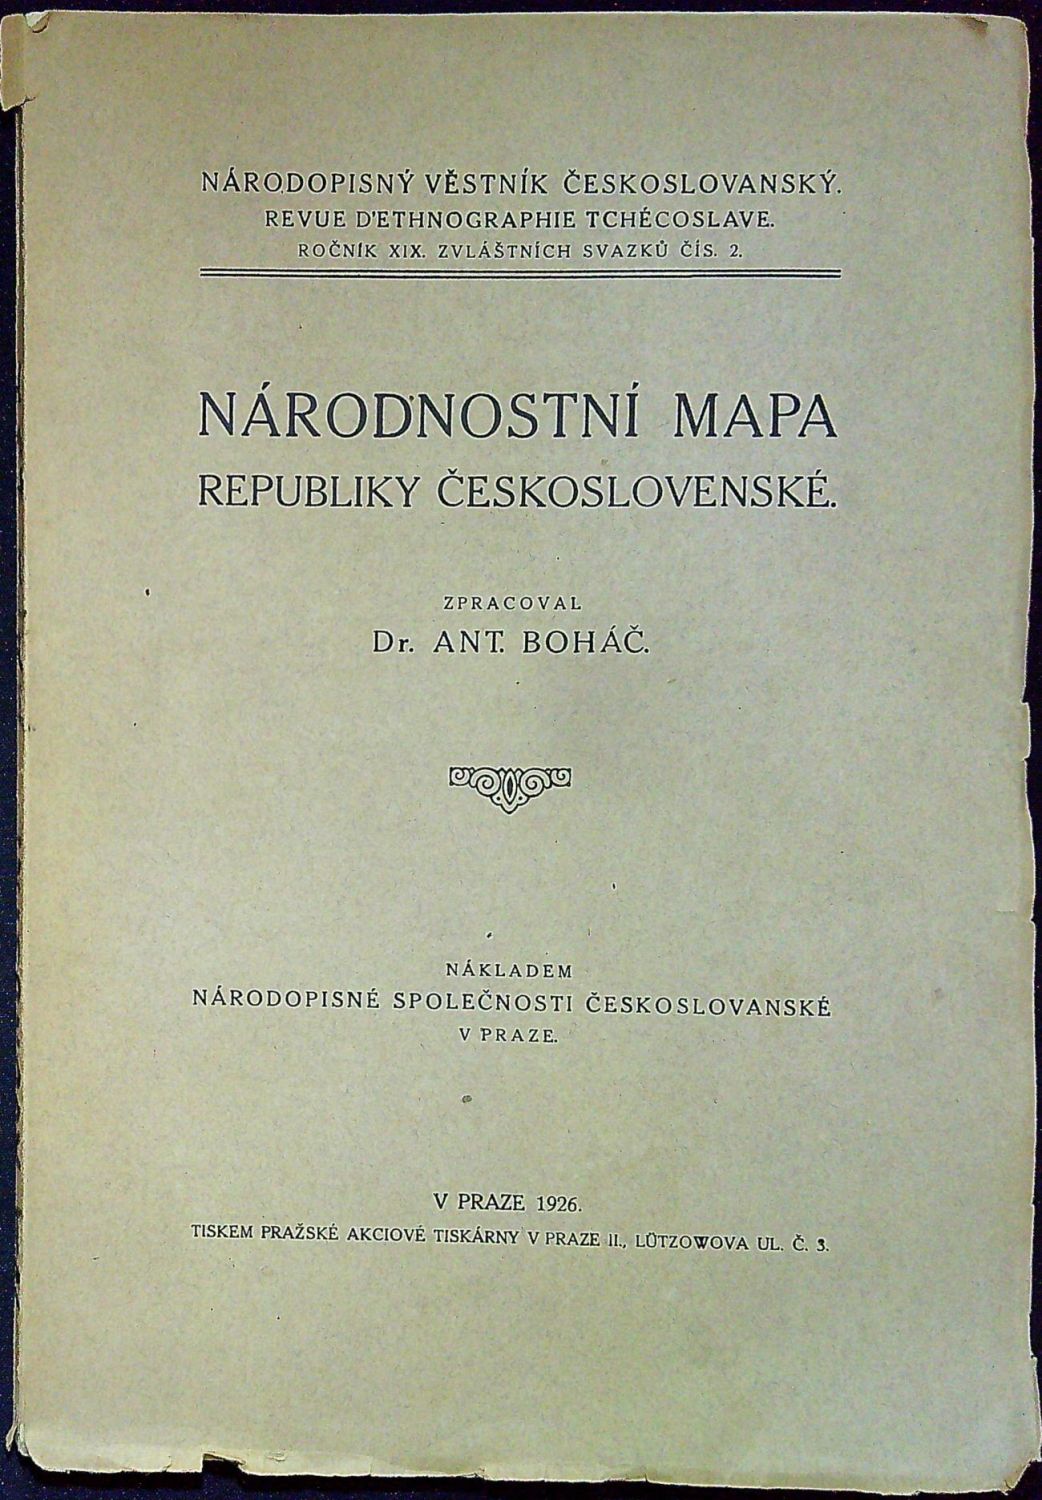 NÁRODOPISNÝ VĚSTNÍK ČESKOSLOVANSKÝ.
REVUE D'ETHNOGRAPHIE TCHÉCOSLAVE.
ROČNÍK XIX. ZVLÁŠTNÍCH SVAZKŮ ČÍS. 2.
NÁRODNOSTNÍ MAPA
REPUBLIKY ČESKOSLOVENSKÉ.
ZPRACOVAL
Dr. ANT. BOHÁČ.
NÁKLADEM
NÁRODOPISNÉ SPOLEČNOSTI ČESKOSLOVANSKÉ
V PRAZE.
V PRAZE 1926.
TISKEM PRAŽSKÉ AKCIOVÉ TISKÁRNY V PRAZE II., LÜTZOWOVA UL. Č. 3.